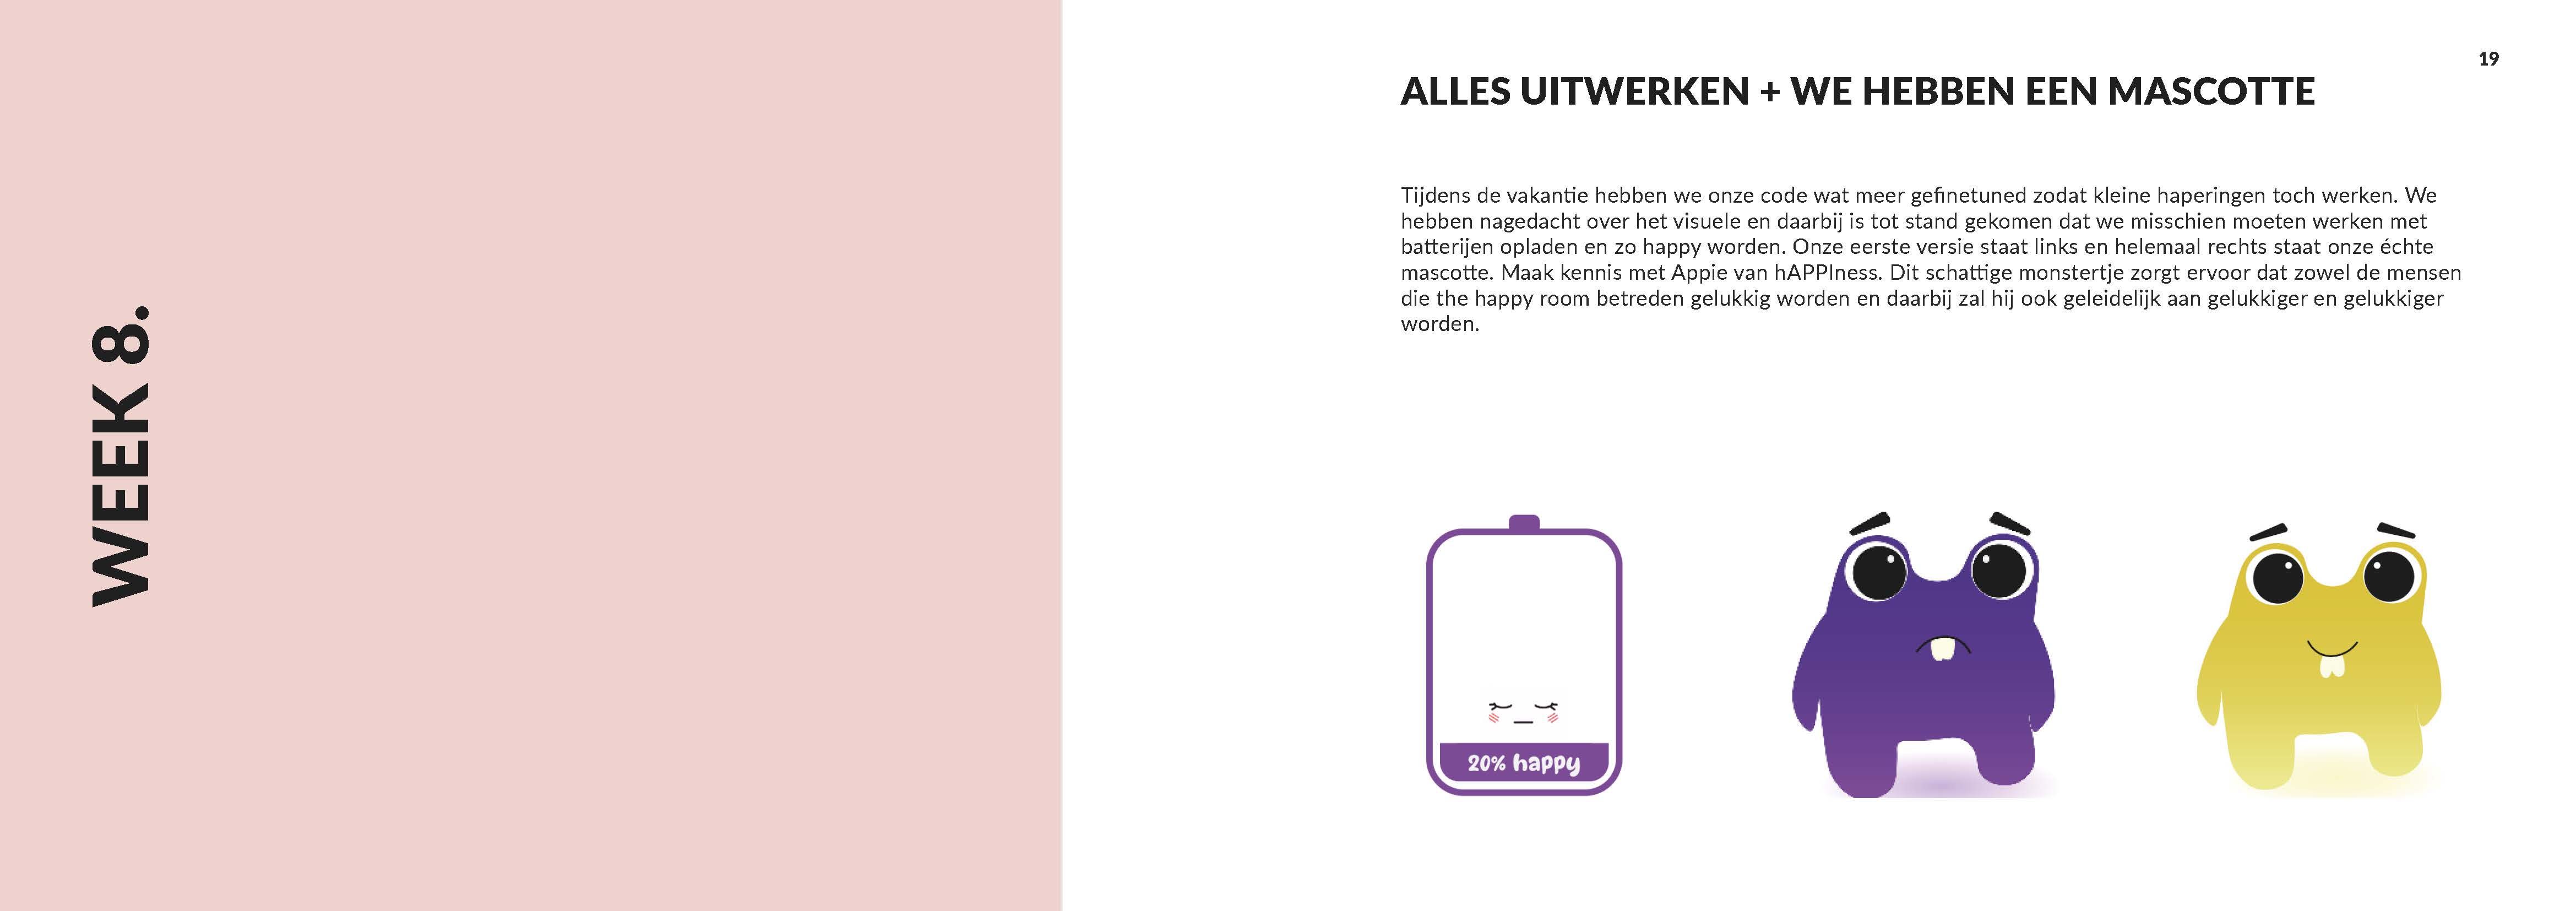 WEEK 8.
19
ALLES UITWERKEN + WE HEBBEN EEN MASCOTTE
Tijdens de vakantie hebben we onze code wat meer gefinetuned zodat kleine haperingen toch werken. We
hebben nagedacht over het visuele en daarbij is tot stand gekomen dat we misschien moeten werken met
batterijen opladen en zo happy worden. Onze eerste versie staat links en helemaal rechts staat onze échte
mascotte. Maak kennis met Appie van hAPPIness. Dit schattige monstertje zorgt ervoor dat zowel de mensen
die the happy room betreden gelukkig worden en daarbij zal hij ook geleidelijk aan gelukkiger en gelukkiger
worden.
20% happy